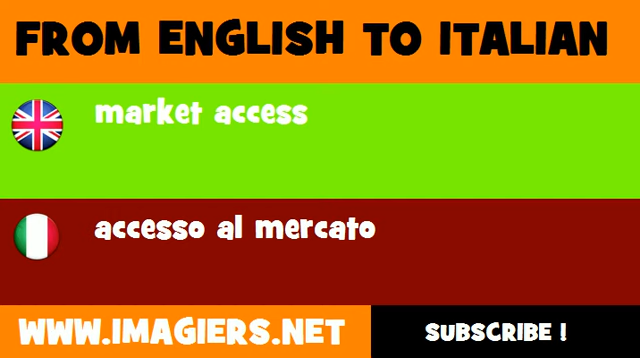 FROM ENGLISH TO ITALIAN
market access
accesso al mercato
WWW.IMAGIERS.NET
SUBSCRIBE !